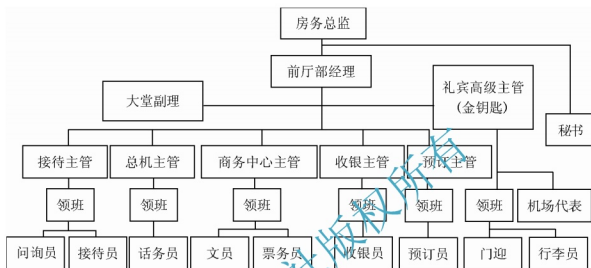 房务总监
前厅部经理
大堂副理
礼宾高级主管
(金钥匙)
秘书
接待主管
总机主管
商务中心主管
收银主管
预订主管
领班
领班
领班
领班
领班
领班
机场代表
问询员
接待员
话务员
文员
票务员
收银员
预订员
门迎
行李员
版权所有